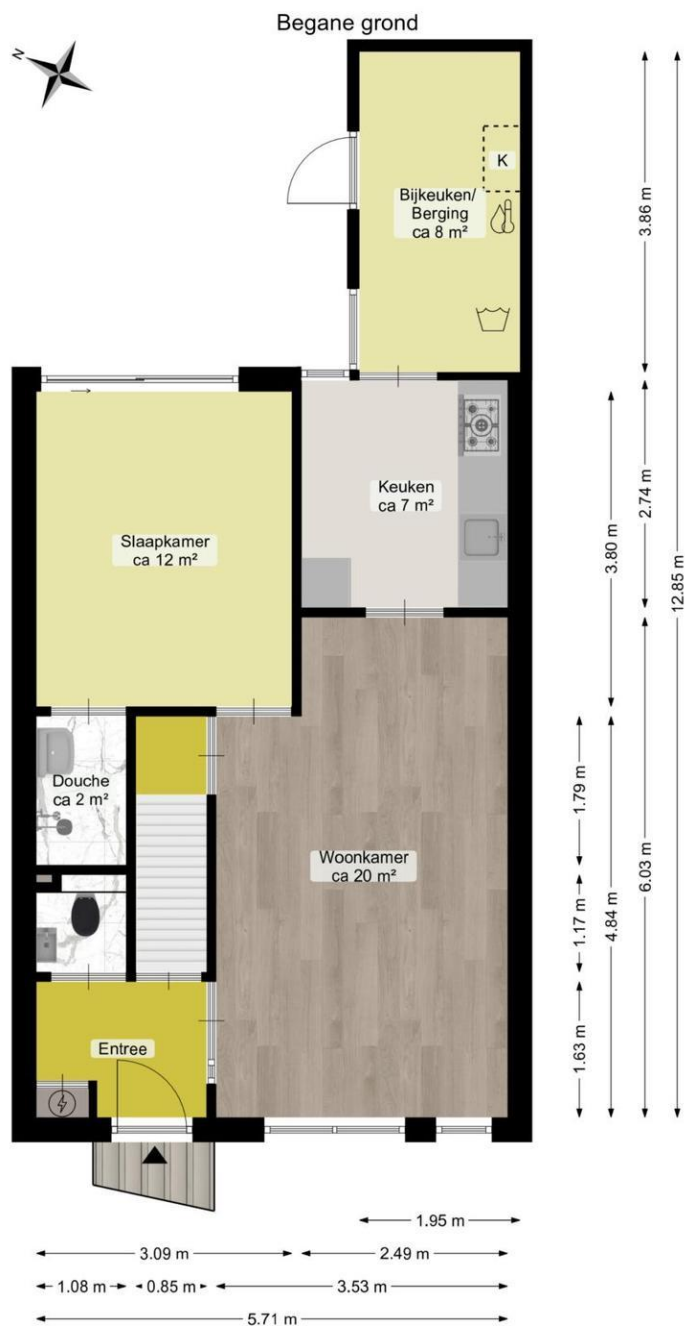 Begane grond
N
K
Bijkeuken/
Berging
ca 8 m²
3.86 m
Keuken
ca 7 m²
2.74 m
Slaapkamer
ca 12 m²
3.80 m
12.85 m
Douche
ca 2 m²
1.79 m
Woonkamer
ca 20 m²
6.03 m
1.17 m
4.84 m
1.63 m
Entree
1.95 m
3.09 m
2.49 m
1.08 m
0.85 m
3.53 m
5.71 m